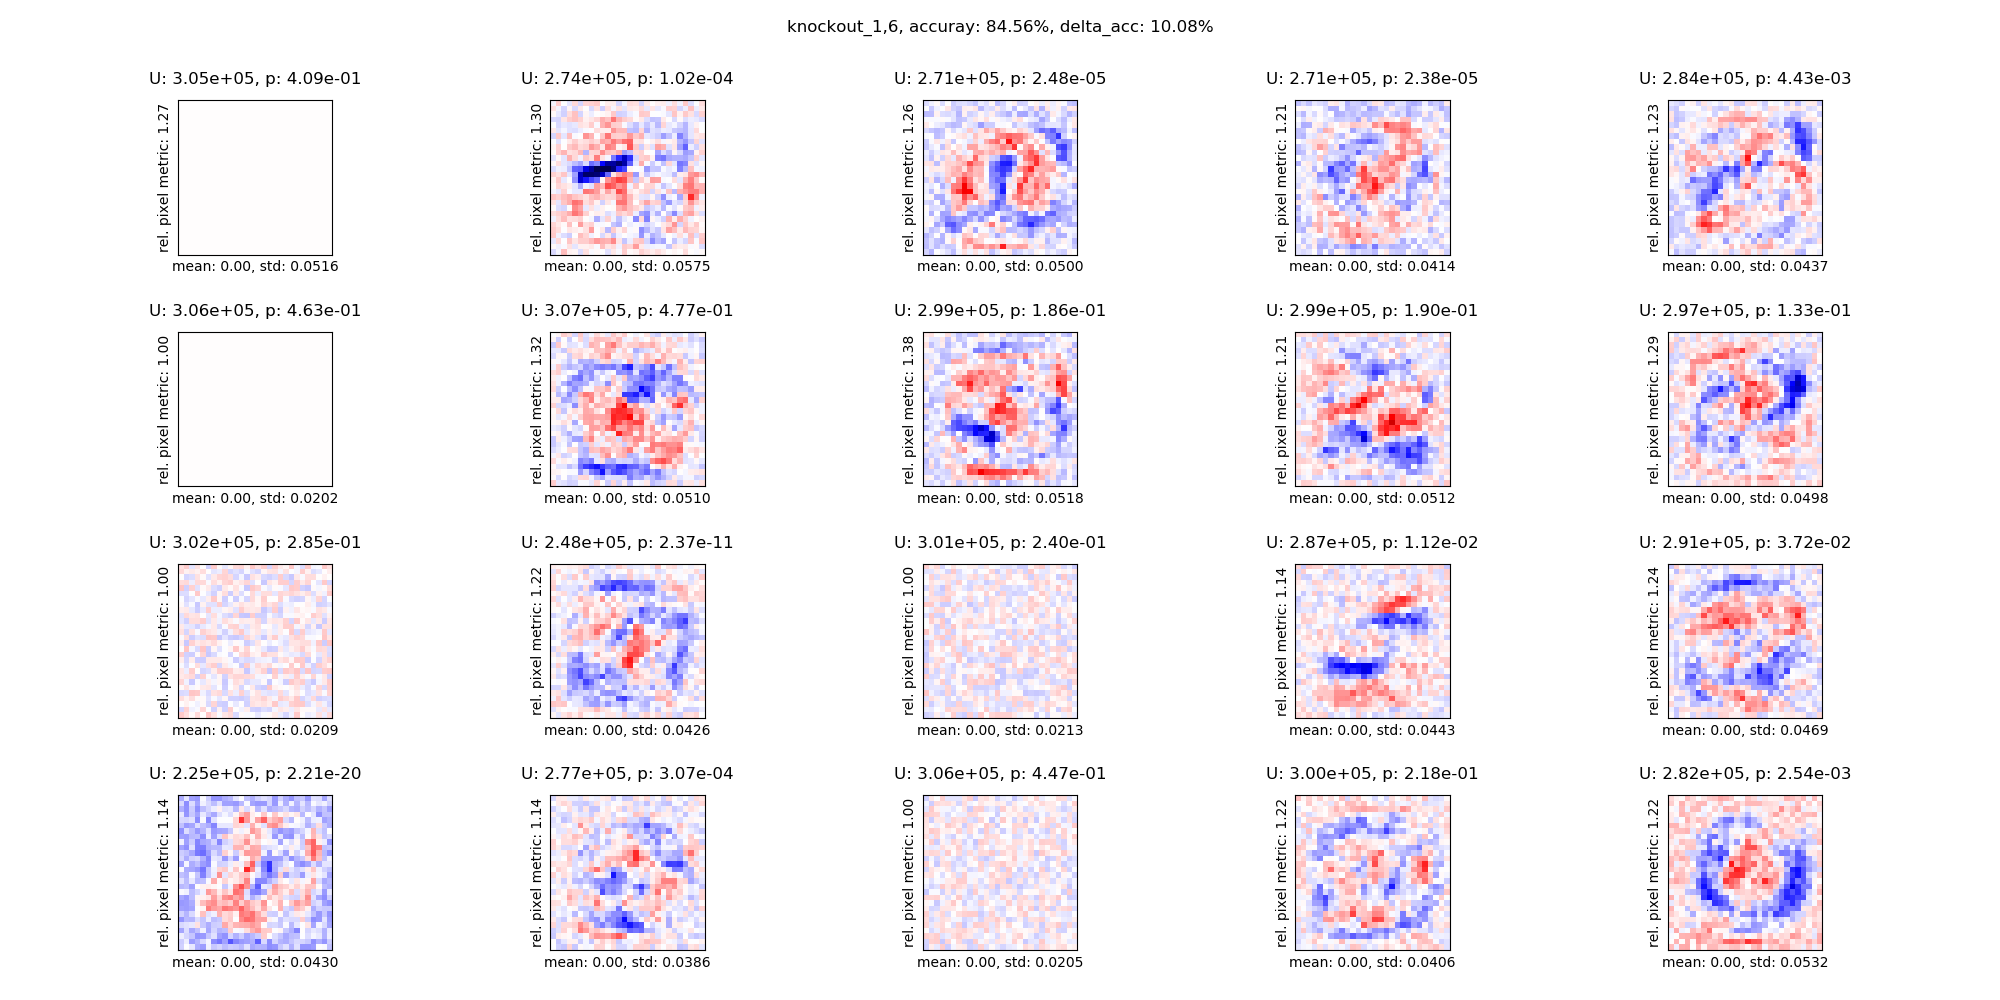 knockout_1,6, accuray: 84.56%, delta_acc: 10.08%
U: 3.05e+05, p: 4.09e-01
rel. pixel metric: 1.27
mean: 0.00, std: 0.0516
U: 2.74e+05, p: 1.02e-04
rel. pixel metric: 1.30
mean: 0.00, std: 0.0575
U: 2.71e+05, p: 2.48e-05
rel. pixel metric: 1.26
mean: 0.00, std: 0.0500
U: 2.71e+05, p: 2.38e-05
rel. pixel metric: 1.21
mean: 0.00, std: 0.0414
U: 2.84e+05, p: 4.43e-03
rel. pixel metric: 1.23
mean: 0.00, std: 0.0437
U: 3.06e+05, p: 4.63e-01
rel. pixel metric: 1.00
mean: 0.00, std: 0.0202
U: 3.07e+05, p: 4.77e-01
rel. pixel metric: 1.32
mean: 0.00, std: 0.0510
U: 2.99e+05, p: 1.86e-01
rel. pixel metric: 1.38
mean: 0.00, std: 0.0518
U: 2.99e+05, p: 1.90e-01
rel. pixel metric: 1.21
mean: 0.00, std: 0.0512
U: 2.97e+05, p: 1.33e-01
rel. pixel metric: 1.29
mean: 0.00, std: 0.0498
U: 3.02e+05, p: 2.85e-01
rel. pixel metric: 1.00
mean: 0.00, std: 0.0209
U: 2.48e+05, p: 2.37e-11
rel. pixel metric: 1.22
mean: 0.00, std: 0.0426
U: 3.01e+05, p: 2.40e-01
rel. pixel metric: 1.00
mean: 0.00, std: 0.0213
U: 2.87e+05, p: 1.12e-02
rel. pixel metric: 1.14
mean: 0.00, std: 0.0443
U: 2.91e+05, p: 3.72e-02
rel. pixel metric: 1.24
mean: 0.00, std: 0.0469
U: 2.25e+05, p: 2.21e-20
rel. pixel metric: 1.14
mean: 0.00, std: 0.0430
U: 2.77e+05, p: 3.07e-04
rel. pixel metric: 1.14
mean: 0.00, std: 0.0386
U: 3.06e+05, p: 4.47e-01
rel. pixel metric: 1.00
mean: 0.00, std: 0.0205
U: 3.00e+05, p: 2.18e-01
rel. pixel metric: 1.22
mean: 0.00, std: 0.0406
U: 2.82e+05, p: 2.54e-03
rel. pixel metric: 1.22
mean: 0.00, std: 0.0532